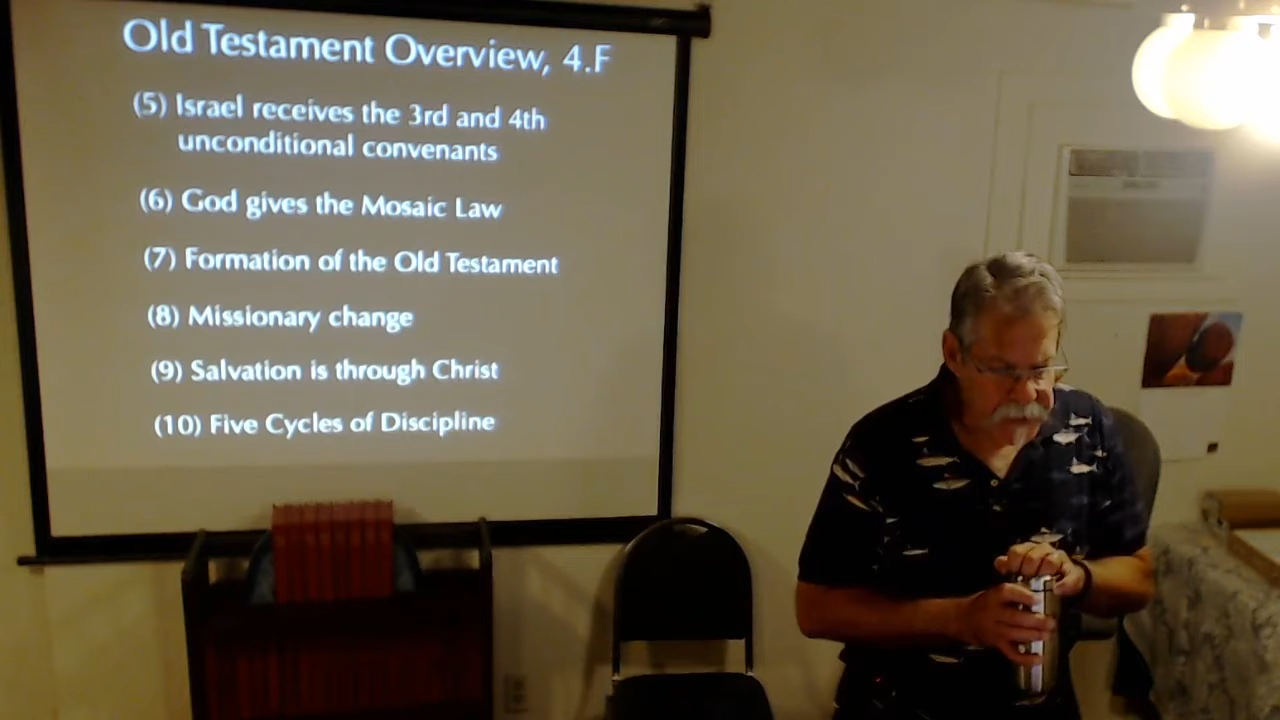 Old Testament Overview, 4.F
(5) Israel receives the 3rd and 4th
unconditional convenants
(6) God gives the Mosaic Law
(7) Formation of the Old Testament
(8) Missionary change
(9) Salvation is through Christ
(10) Five Cycles of Discipline